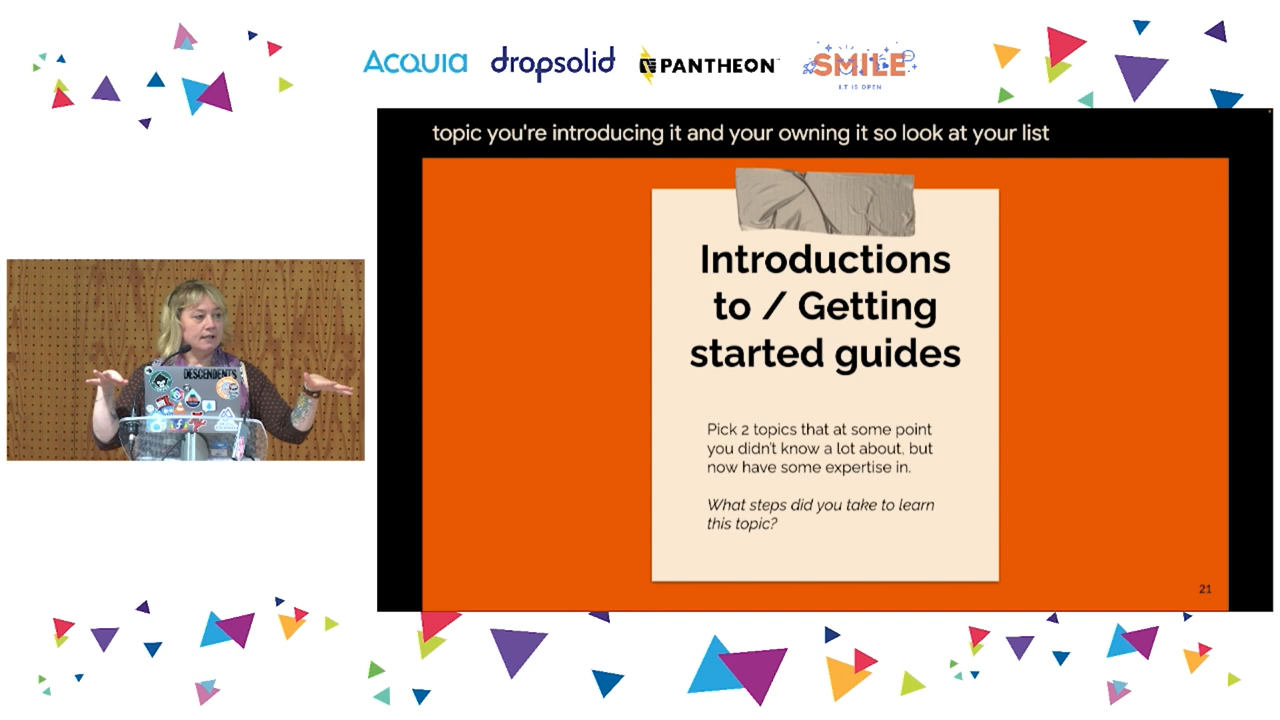 Acquia dropsolid PANTHEON SMILE
I.T IS OPEN
topic you're introducing it and your owning it so look at your list
Introductions
to / Getting
started guides
Pick 2 topics that at some point
you didn't know a lot about, but
now have some expertise in.
What steps did you take to learn
this topic?
21
DESCENDENTS